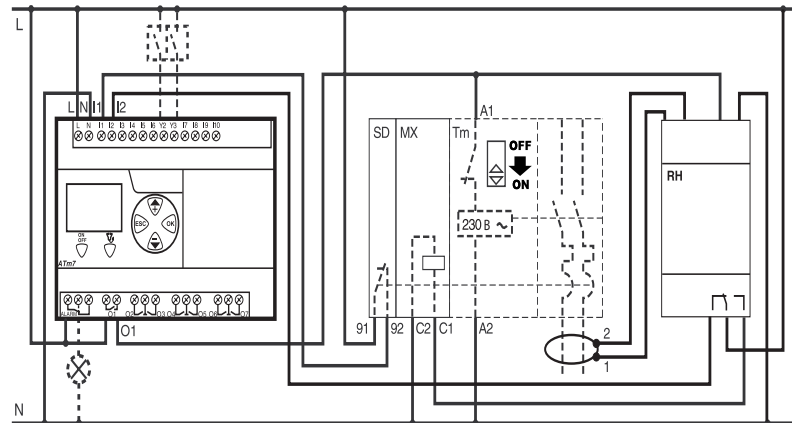 L
L N I1 I2
L N I1 I2 I3 I4 I5 I6 Y2 Y3 I7 I8 I9 I10
ON
OFF
ESC
OK
ATm7
ALARM O1 O2 O3 O4 O5 O6 O7
O1
SD MX Tm
A1
OFF
ON
230 В ~
91 92 C2 C1 A2
RH
2
1
N